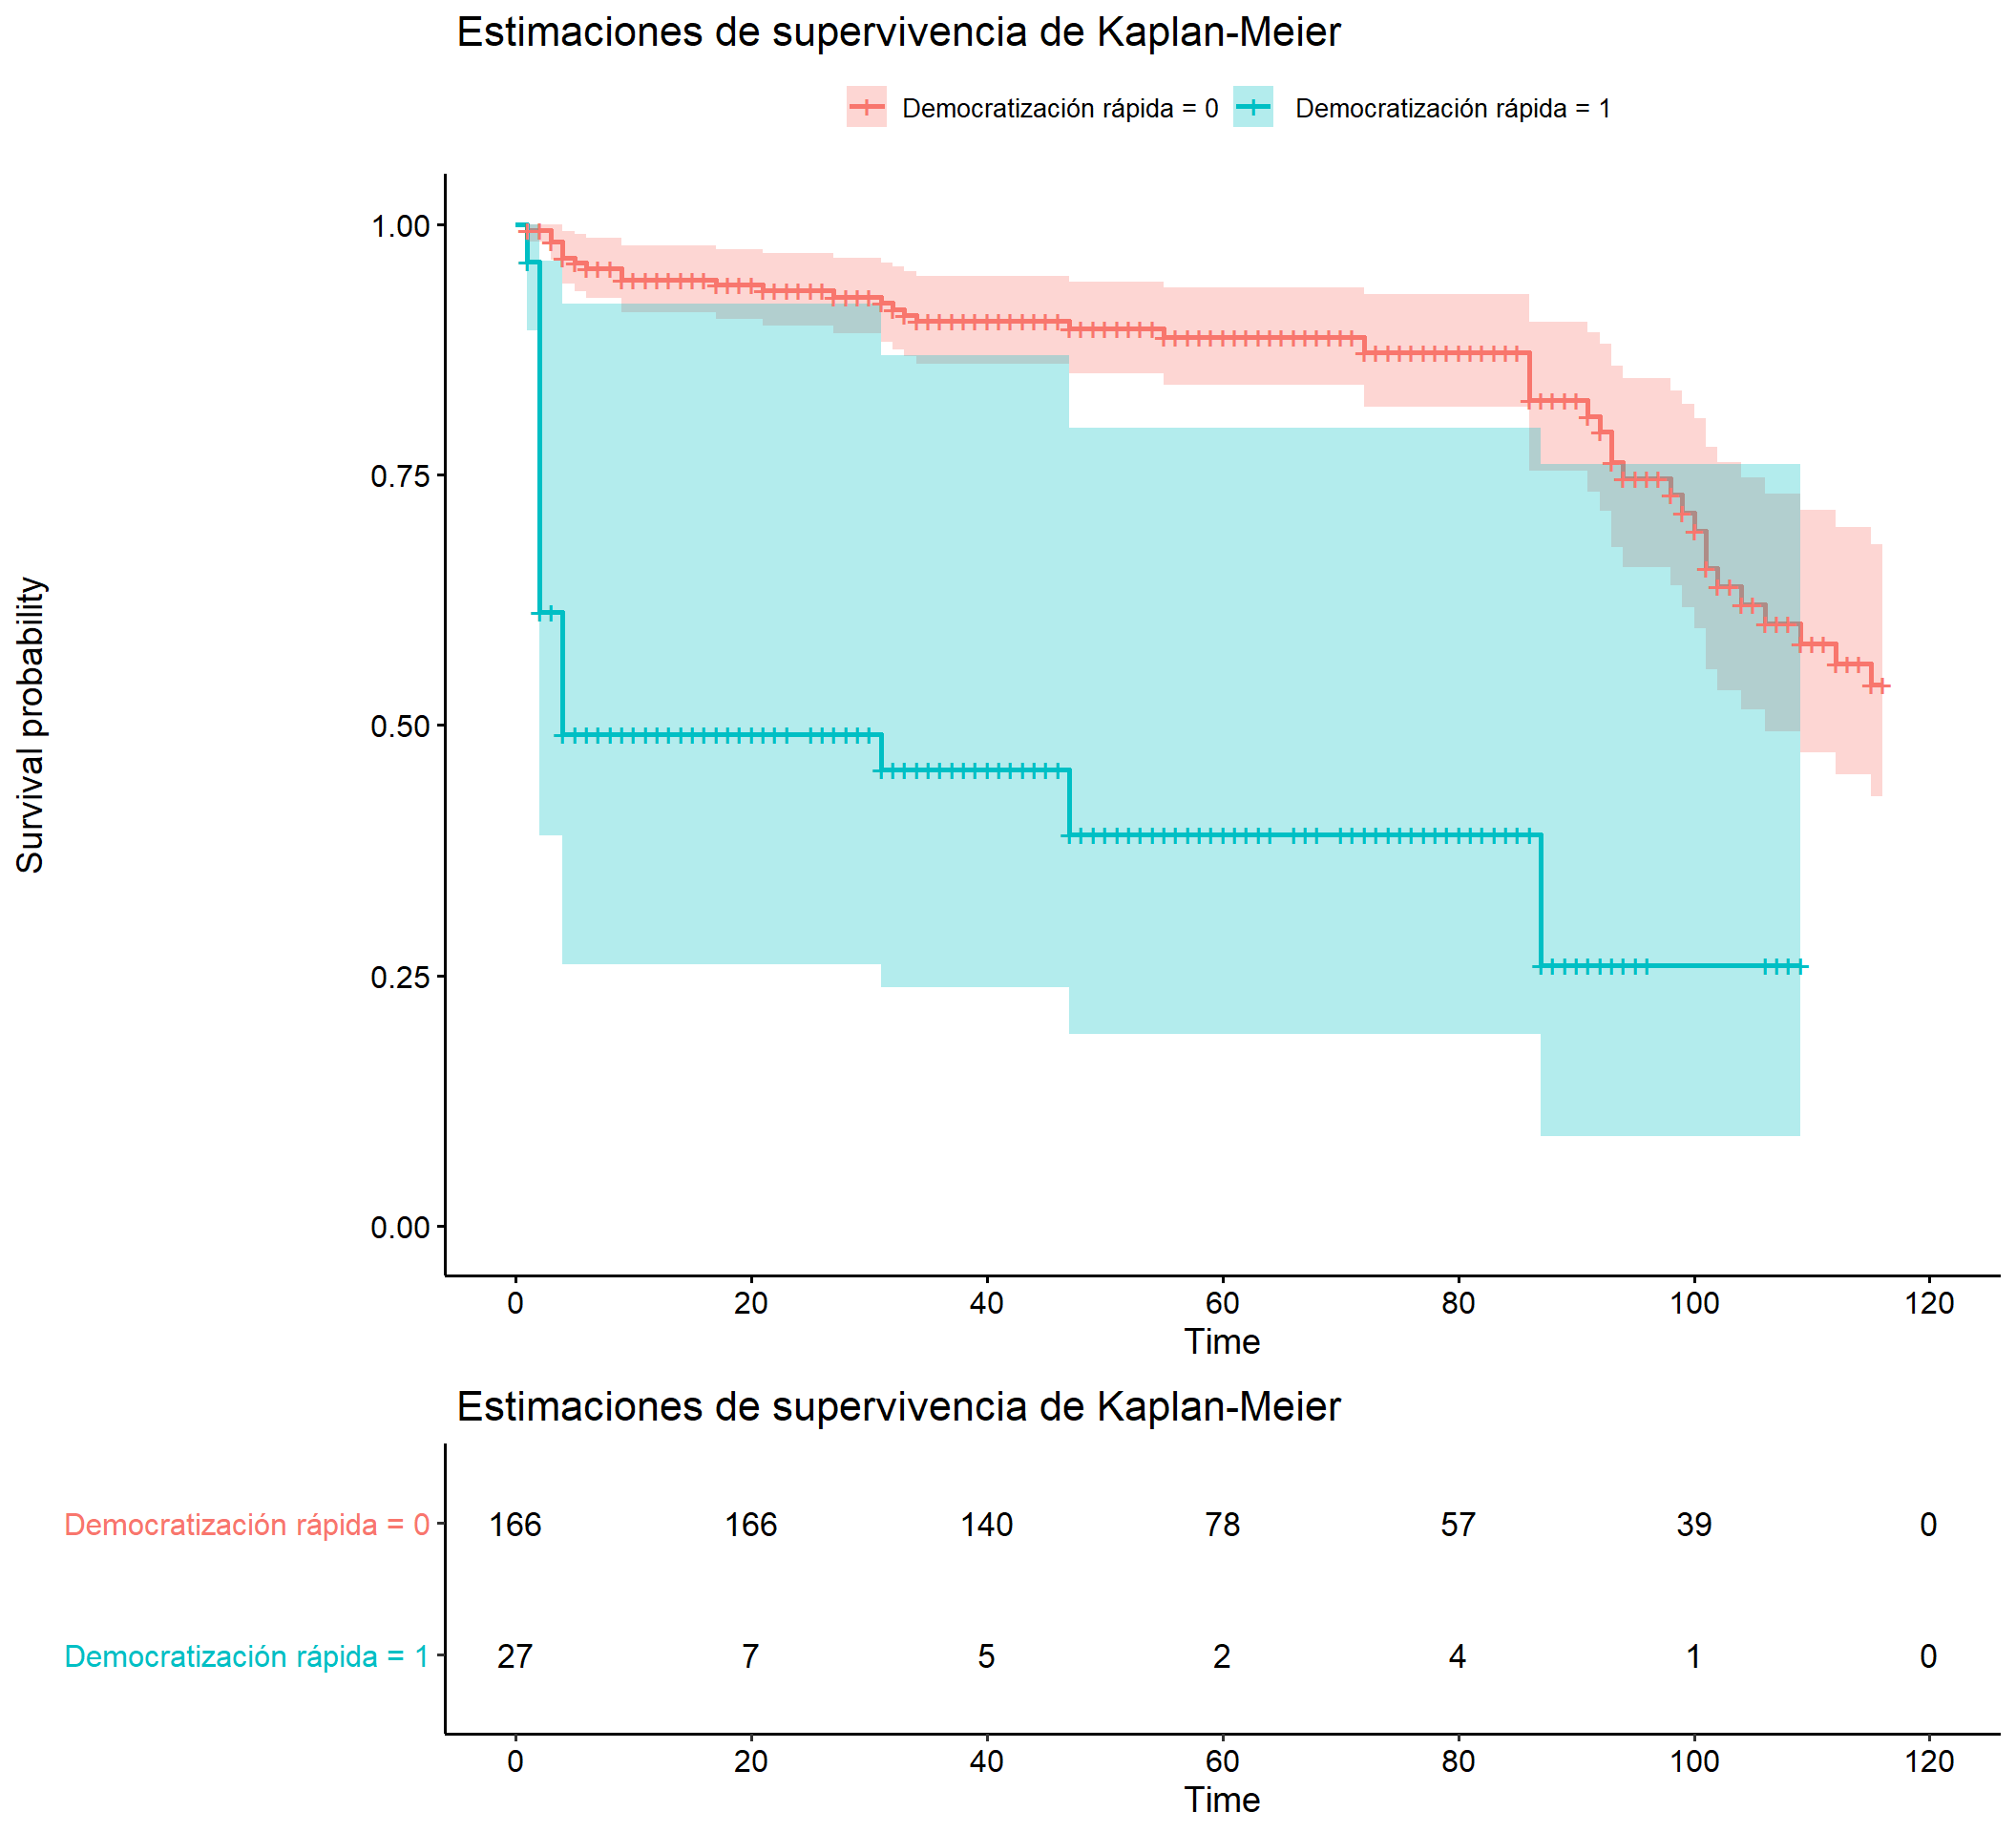 Estimaciones de supervivencia de Kaplan-Meier
Democratización rápida = 0 Democratización rápida = 1
Survival probability
1.00
0.75
0.50
0.25
0.00
0 20 40 60 80 100 120
Time
Estimaciones de supervivencia de Kaplan-Meier
Democratización rápida = 0 166 166 140 78 57 39 0
Democratización rápida = 1 27 7 5 2 4 1 0
0 20 40 60 80 100 120
Time